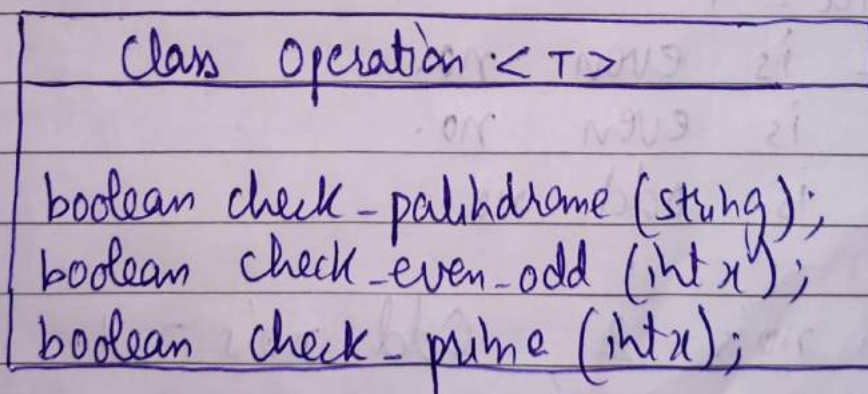 Class Operation <T>
boolean check_palindrome (string);
boolean check_even_odd (int x);
boolean check_prime (int x);